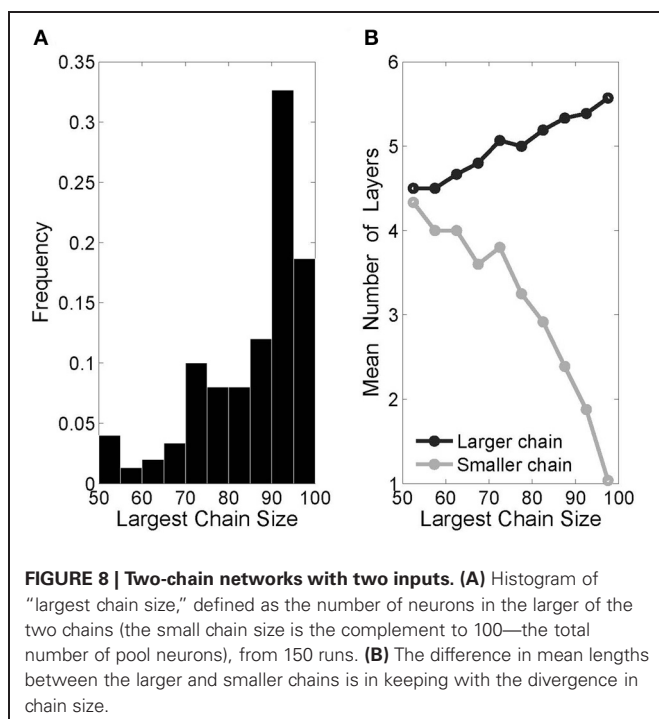 A
0.35
0.3
0.25
0.2
0.15
0.1
0.05
0
Frequency
50 60 70 80 90 100
Largest Chain Size
B
6
5
4
3
2
1
Mean Number of Layers
Larger chain
Smaller chain
50 60 70 80 90 100
Largest Chain Size
FIGURE 8 | Two-chain networks with two inputs. (A) Histogram of
"largest chain size," defined as the number of neurons in the larger of the
two chains (the small chain size is the complement to 100—the total
number of pool neurons), from 150 runs. (B) The difference in mean lengths
between the larger and smaller chains is in keeping with the divergence in
chain size.